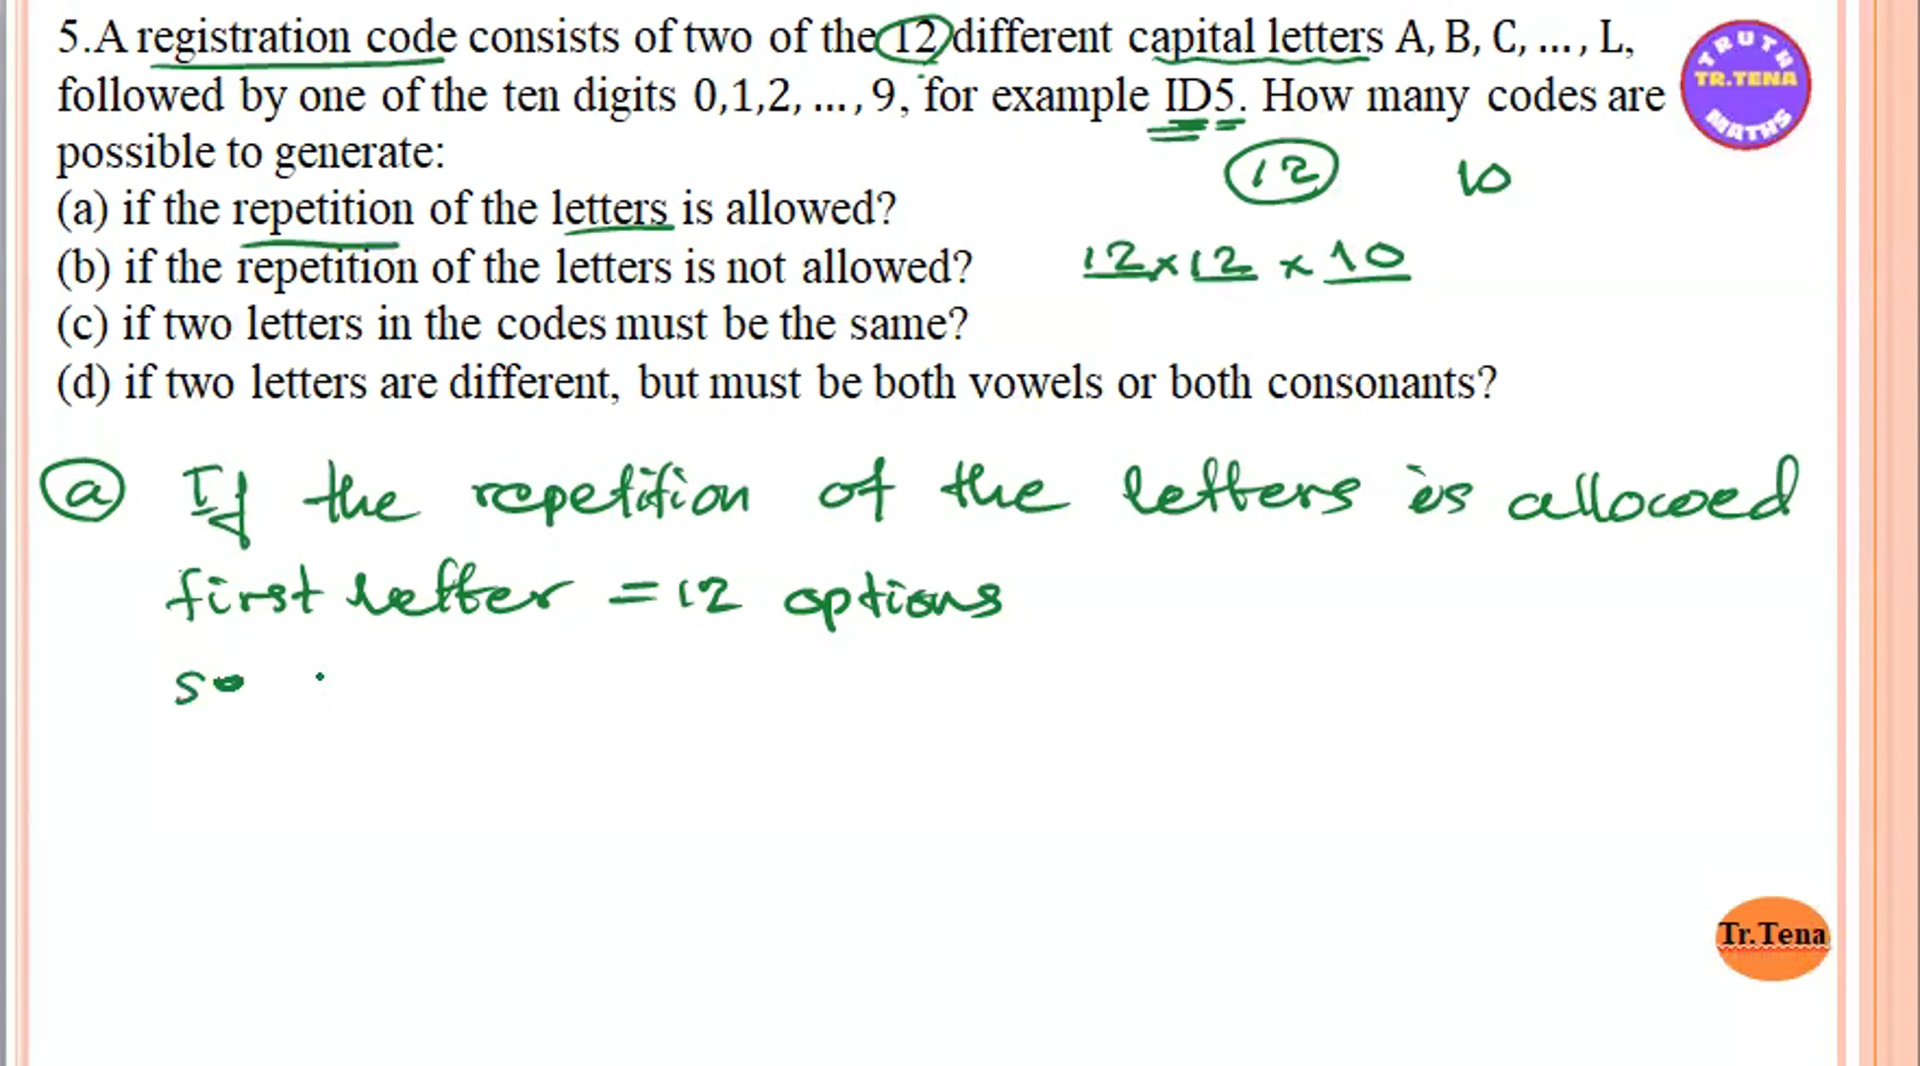 5.A registration code consists of two of the 12 different capital letters A, B, C, ... , L,
followed by one of the ten digits 0,1,2, ... , 9, for example ID5. How many codes are
possible to generate:
(a) if the repetition of the letters is allowed?
(b) if the repetition of the letters is not allowed?
(c) if two letters in the codes must be the same?
(d) if two letters are different, but must be both vowels or both consonants?
TRUTH
TR.TENA
MATHS
12 10
12 × 12 × 10
(a) If the repetition of the letters is allowed
first letter = 12 options
s
Tr.Tena